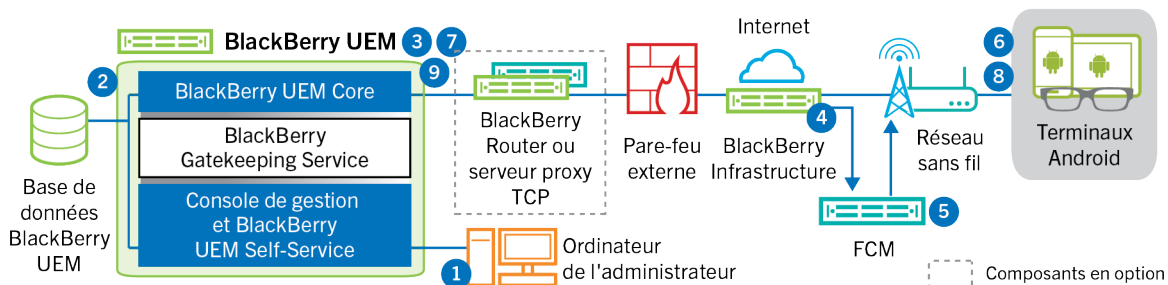 BlackBerry UEM
3
7
2
9
BlackBerry UEM Core
BlackBerry
Gatekeeping Service
Console de gestion
et BlackBerry
UEM Self-Service
Base de
données
BlackBerry
UEM
1
Ordinateur
de l'administrateur
BlackBerry
Router ou
serveur proxy
TCP
Pare-feu
externe
Internet
4
BlackBerry
Infrastructure
5
FCM
Réseau
sans fil
6
8
Terminaux
Android
Composants en option